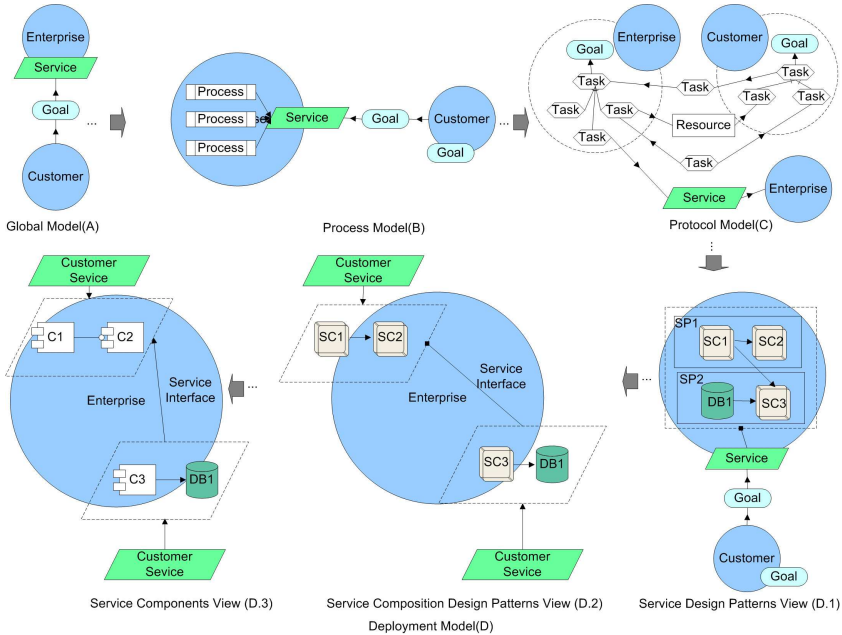 Enterprise
Service
Goal
...
Customer
Global Model(A)
Process
Process
Process
se
Service
Goal
Customer
Goal
...
Process Model(B)
Enterprise
Customer
Goal
Goal
Task
Task
Task
Task
Task
Task
Task
Resource
Task
Task
Service
Enterprise
Protocol Model(C)
...
Customer
Sevice
C1
C2
Enterprise
Service
Interface
C3
DB1
Customer
Sevice
Service Components View (D.3)
...
Customer
Sevice
SC1
SC2
Enterprise
Service
Interface
SC3
DB1
Customer
Sevice
Service Composition Design Patterns View (D.2)
...
SP1
SC1
SC2
SP2
DB1
SC3
Service
Goal
Customer
Goal
Service Design Patterns View (D.1)
Deployment Model(D)